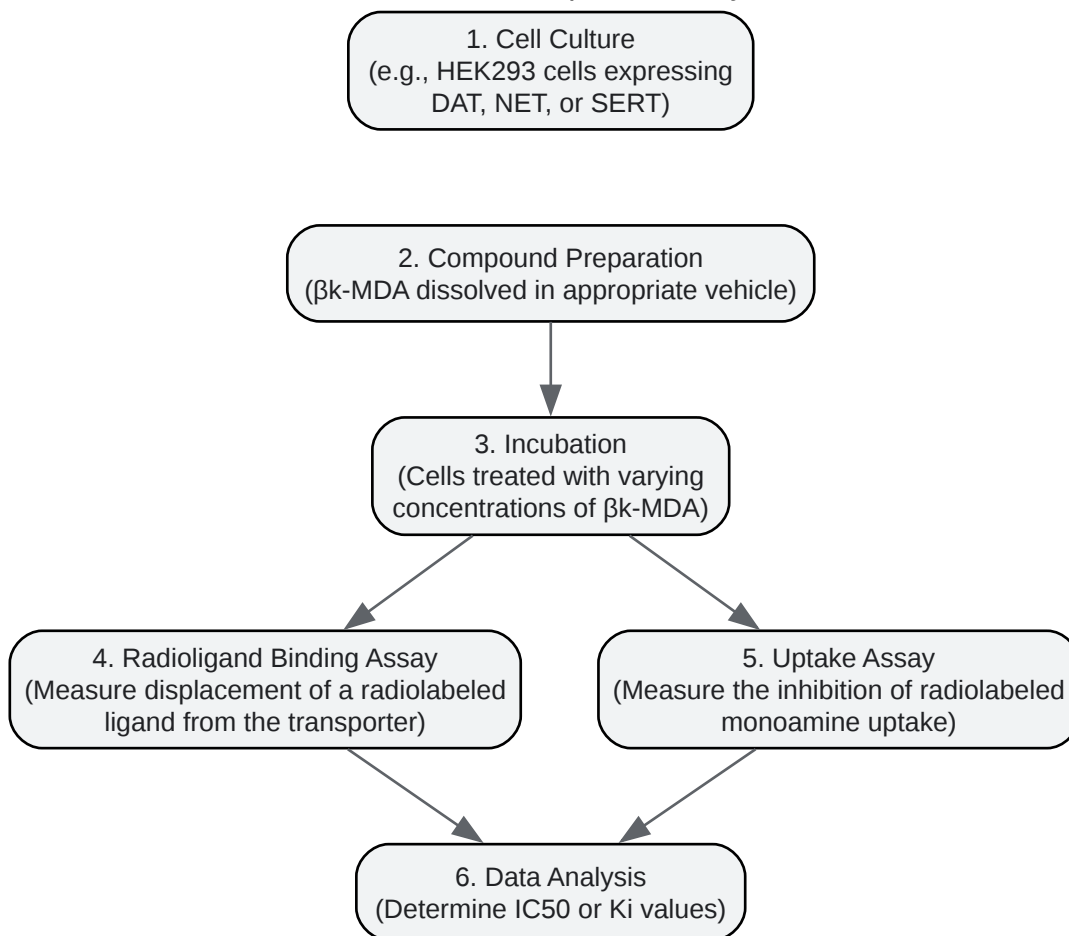 1. Cell Culture
(e.g., HEK293 cells expressing
DAT, NET, or SERT)
2. Compound Preparation
(βk-MDA dissolved in appropriate vehicle)
3. Incubation
(Cells treated with varying
concentrations of βk-MDA)
4. Radioligand Binding Assay
(Measure displacement of a radiolabeled
ligand from the transporter)
5. Uptake Assay
(Measure the inhibition of radiolabeled
monoamine uptake)
6. Data Analysis
(Determine IC50 or Ki values)